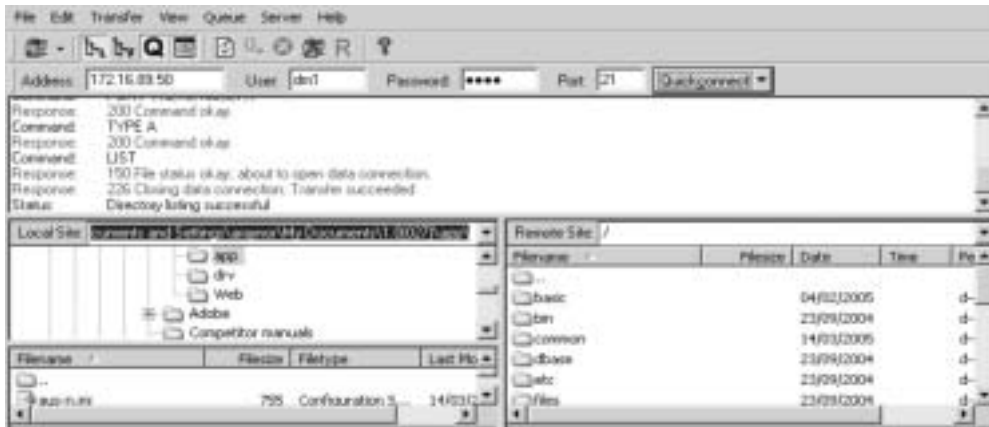 File Edit Transfer View Queue Server Help
Address: 172.16.89.50 User: dm1 Password: **** Port: 21 Quickconnect
Response: 200 Command okay
Command: TYPE A
Response: 200 Command okay
Command: LIST
Response: 150 File status okay; about to open data connection.
Response: 226 Closing data connection. Transfer succeeded
Status: Directory listing successful
Local Site: Remote Site: /
app
drv
Web
Adobe
Competitor manuals
Filename Filesize Filetype Last Mo
..
aus-n.ini 795 Configuration S...
Filename Filesize Date Time Pe
..
basic 04/02/2005 d-
bin 23/09/2004 d-
common 14/03/2005 d-
dbase 23/09/2004 d-
etc 23/09/2004 d-
files 23/09/2004 d-